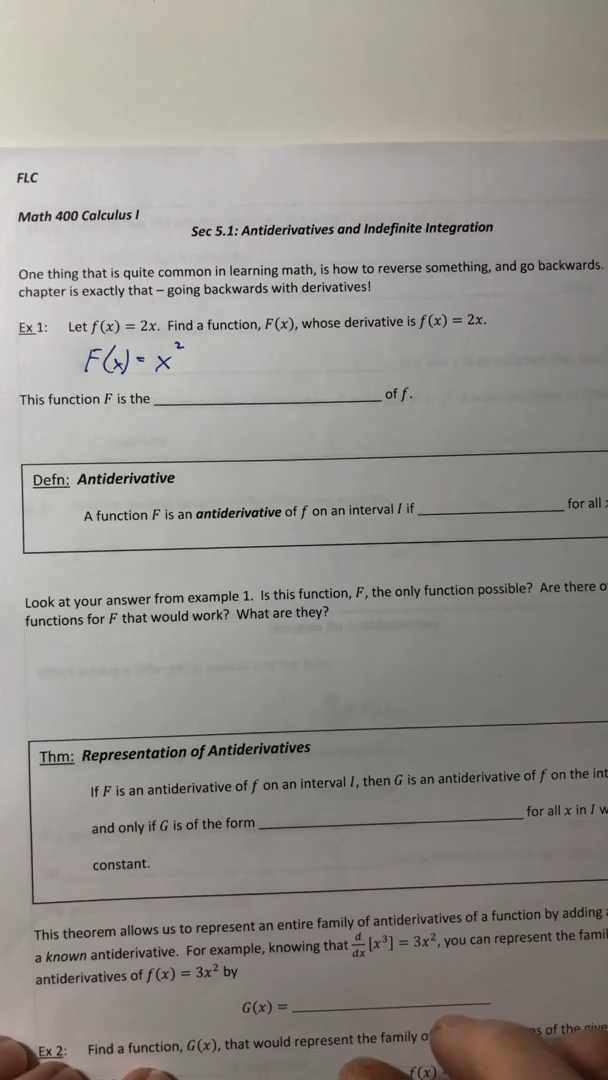 FLC
Math 400 Calculus I
Sec 5.1: Antiderivatives and Indefinite Integration
One thing that is quite common in learning math, is how to reverse something, and go backwards.
chapter is exactly that – going backwards with derivatives!
Ex 1: Let f(x) = 2x. Find a function, F(x), whose derivative is f(x) = 2x.
F(x) = x²
This function F is the ____________________ of f.
Defn: Antiderivative
A function F is an antiderivative of f on an interval I if ____________________ for all
Look at your answer from example 1. Is this function, F, the only function possible? Are there
functions for F that would work? What are they?
Thm: Representation of Antiderivatives
If F is an antiderivative of f on an interval I, then G is an antiderivative of f on the
and only if G is of the form ____________________ for all x in I
constant.
This theorem allows us to represent an entire family of antiderivatives of a function by adding
a known antiderivative. For example, knowing that d/dx [x³] = 3x², you can represent the
antiderivatives of f(x) = 3x² by
G(x) = ____________________
Ex 2: Find a function, G(x), that would represent the family of the
f(x)